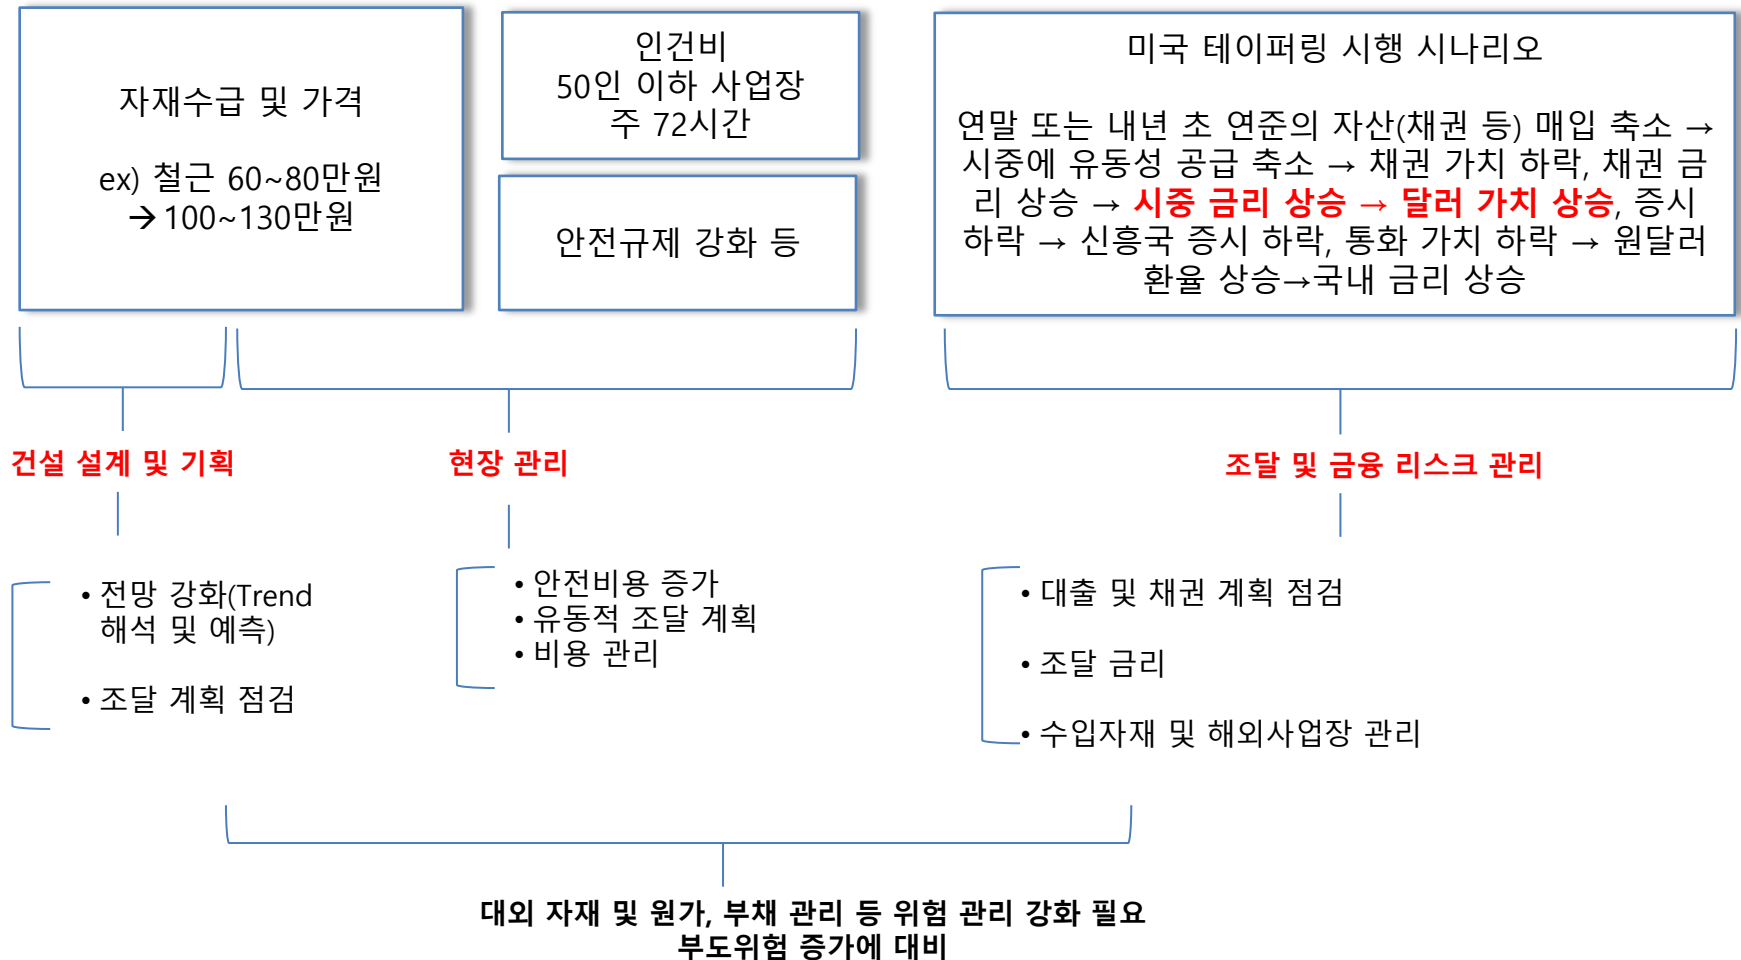 자재수급 및 가격
ex) 철근 60~80만원
→ 100~130만원
인건비
50인 이하 사업장
주 72시간
안전규제 강화 등
미국 테이퍼링 시행 시나리오
연말 또는 내년 초 연준의 자산(채권 등) 매입 축소 →
시중에 유동성 공급 축소 → 채권 가치 하락, 채권 금
리 상승 → 시중 금리 상승 → 달러 가치 상승, 증시
하락 → 신흥국 증시 하락, 통화 가치 하락 → 원달러
환율 상승→국내 금리 상승
건설 설계 및 기획
현장 관리
조달 및 금융 리스크 관리
• 전망 강화(Trend
해석 및 예측)
• 조달 계획 점검
• 안전비용 증가
• 유동적 조달 계획
• 비용 관리
• 대출 및 채권 계획 점검
• 조달 금리
• 수입자재 및 해외사업장 관리
대외 자재 및 원가, 부채 관리 등 위험 관리 강화 필요
부도위험 증가에 대비